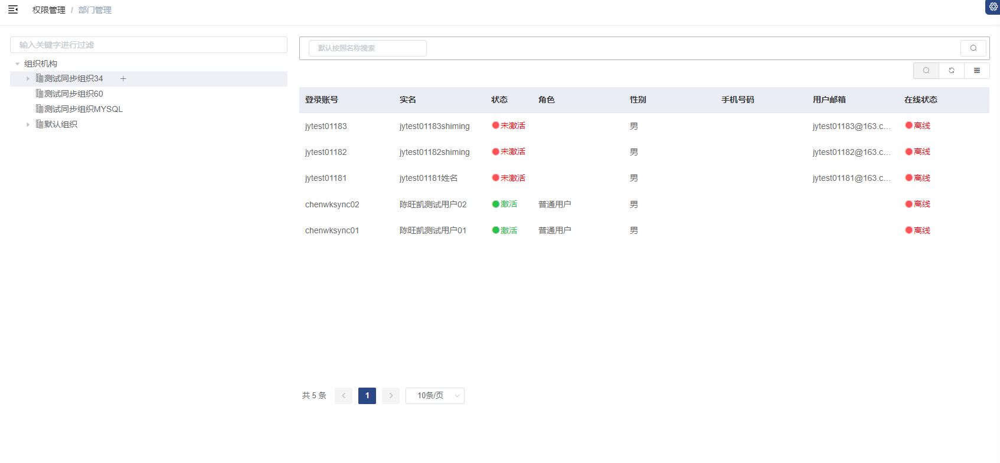 权限管理 / 部门管理
输入关键字进行过滤
组织机构
测试同步组织34 +
测试同步组织60
测试同步组织MYSQL
默认组织
默认按照名称搜索
登录账号 实名 状态 角色 性别 手机号码 用户邮箱 在线状态
jytest01183 jytest01183shiming 未激活 男 jytest01183@163.c... 离线
jytest01182 jytest01182shiming 未激活 男 jytest01182@163.c... 离线
jytest01181 jytest01181姓名 未激活 男 jytest01181@163.c... 离线
chenwksync02 陈旺凯测试用户02 激活 普通用户 男 离线
chenwksync01 陈旺凯测试用户01 激活 普通用户 男 离线
共 5 条 1 10条/页